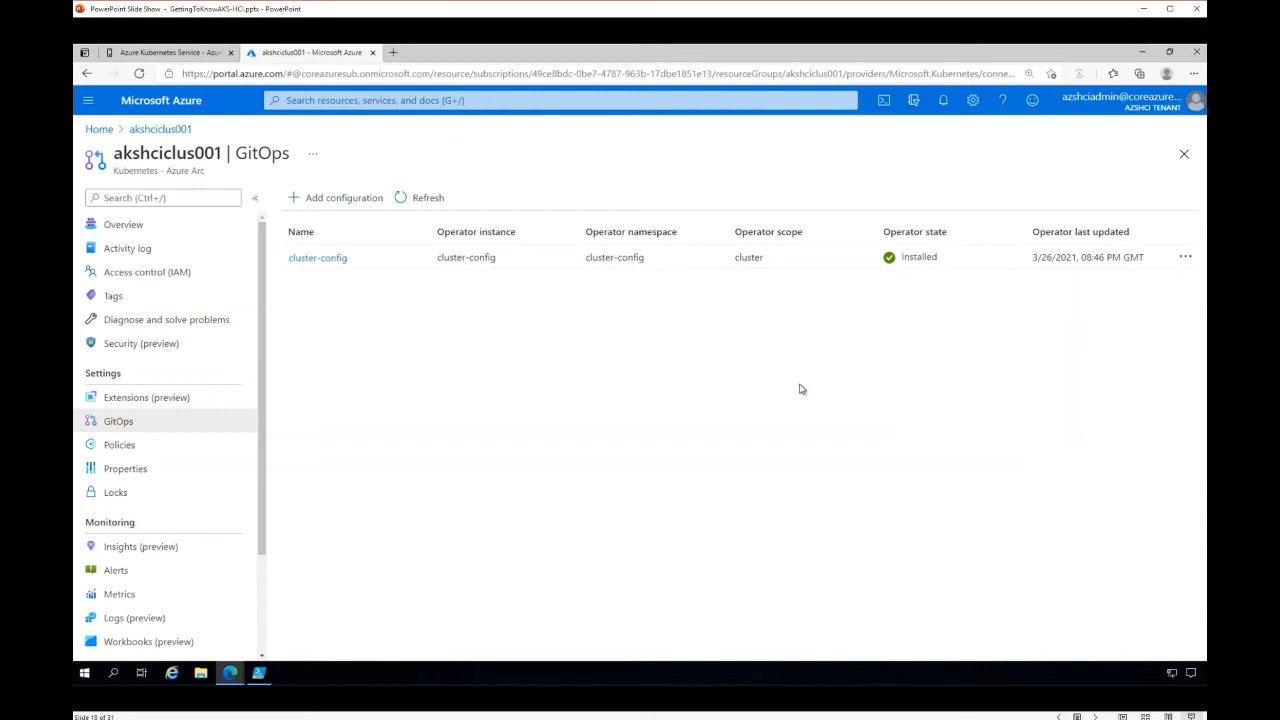 PowerPoint Slide Show - GettingToKnowAKS-HCI.pptx - PowerPoint
Azure Kubernetes Service - Azur
akshciclus001 - Microsoft Azure
https://portal.azure.com/#@coreazuresub.onmicrosoft.com/resource/subscriptions/49ce8bdc-0be7-4787-963b-17dbe1851e13/resourceGroups/akshciclus001/providers/Microsoft.Kubernetes/conne...
Microsoft Azure
Search resources, services, and docs (G+/)
azshciadmin@coreazure...
AZSHCI TENANT
Home > akshciclus001
akshciclus001 | GitOps ...
Kubernetes - Azure Arc
Search (Ctrl+/)
«
+ Add configuration
Refresh
Overview
Activity log
Access control (IAM)
Tags
Diagnose and solve problems
Security (preview)
Settings
Extensions (preview)
GitOps
Policies
Properties
Locks
Monitoring
Insights (preview)
Alerts
Metrics
Logs (preview)
Workbooks (preview)
Name Operator instance Operator namespace Operator scope Operator state Operator last updated
cluster-config cluster-config cluster-config cluster Installed 3/26/2021, 08:46 PM GMT ...
Slide 18 of 31